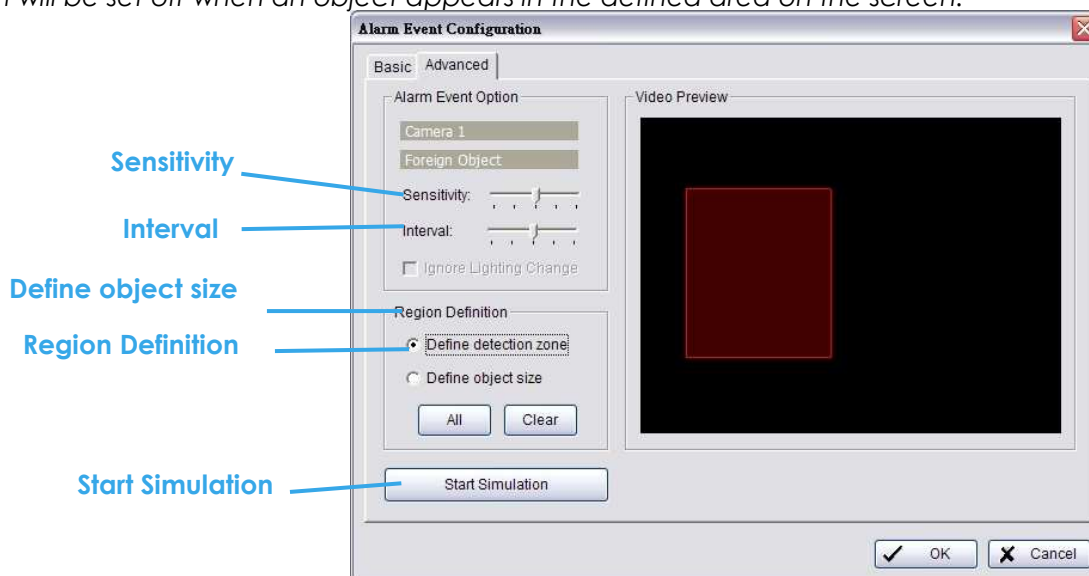 will be set off when an object appears in the defined area on the screen.
Alarm Event Configuration
Basic Advanced
Alarm Event Option
Video Preview
Camera 1
Foreign Object
Sensitivity
Sensitivity:
Interval
Interval:
Ignore Lighting Change
Define object size
Region Definition
Region Definition
Define detection zone
Define object size
All Clear
Start Simulation
Start Simulation
OK Cancel